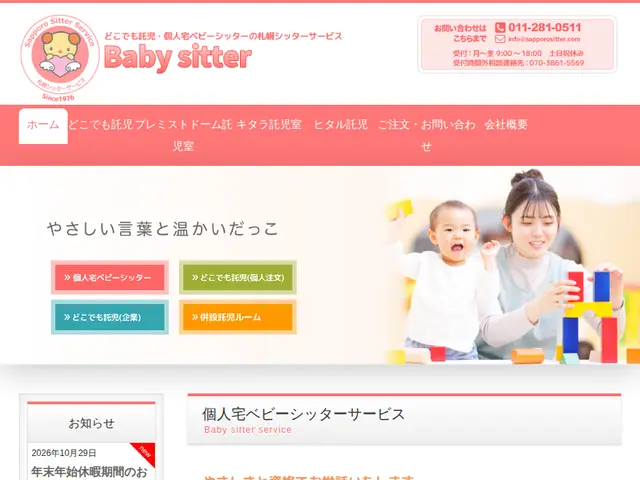 Sapporo Sitter Service
札幌シッターサービス
Since1976
どこでも託児・個人宅ベビーシッターの札幌シッターサービス
Baby sitter
お問い合わせは
こちらまで
011-281-0511
info@sapporositter.com
受付：月～金 9:00～18:00 土日祝休み
受付時間外相談連絡先：070-3861-5569
ホーム
どこでも託児
プレミストドーム託児室
キタラ託児室
ヒタル託児
ご注文・お問い合わせ
会社概要
やさしい言葉と温かいだっこ
» 個人宅ベビーシッター
» どこでも託児(個人注文)
» どこでも託児(企業)
» 併設託児ルーム
お知らせ
2026年10月29日
new
年末年始休暇期間のお
個人宅ベビーシッターサービス
Baby sitter service